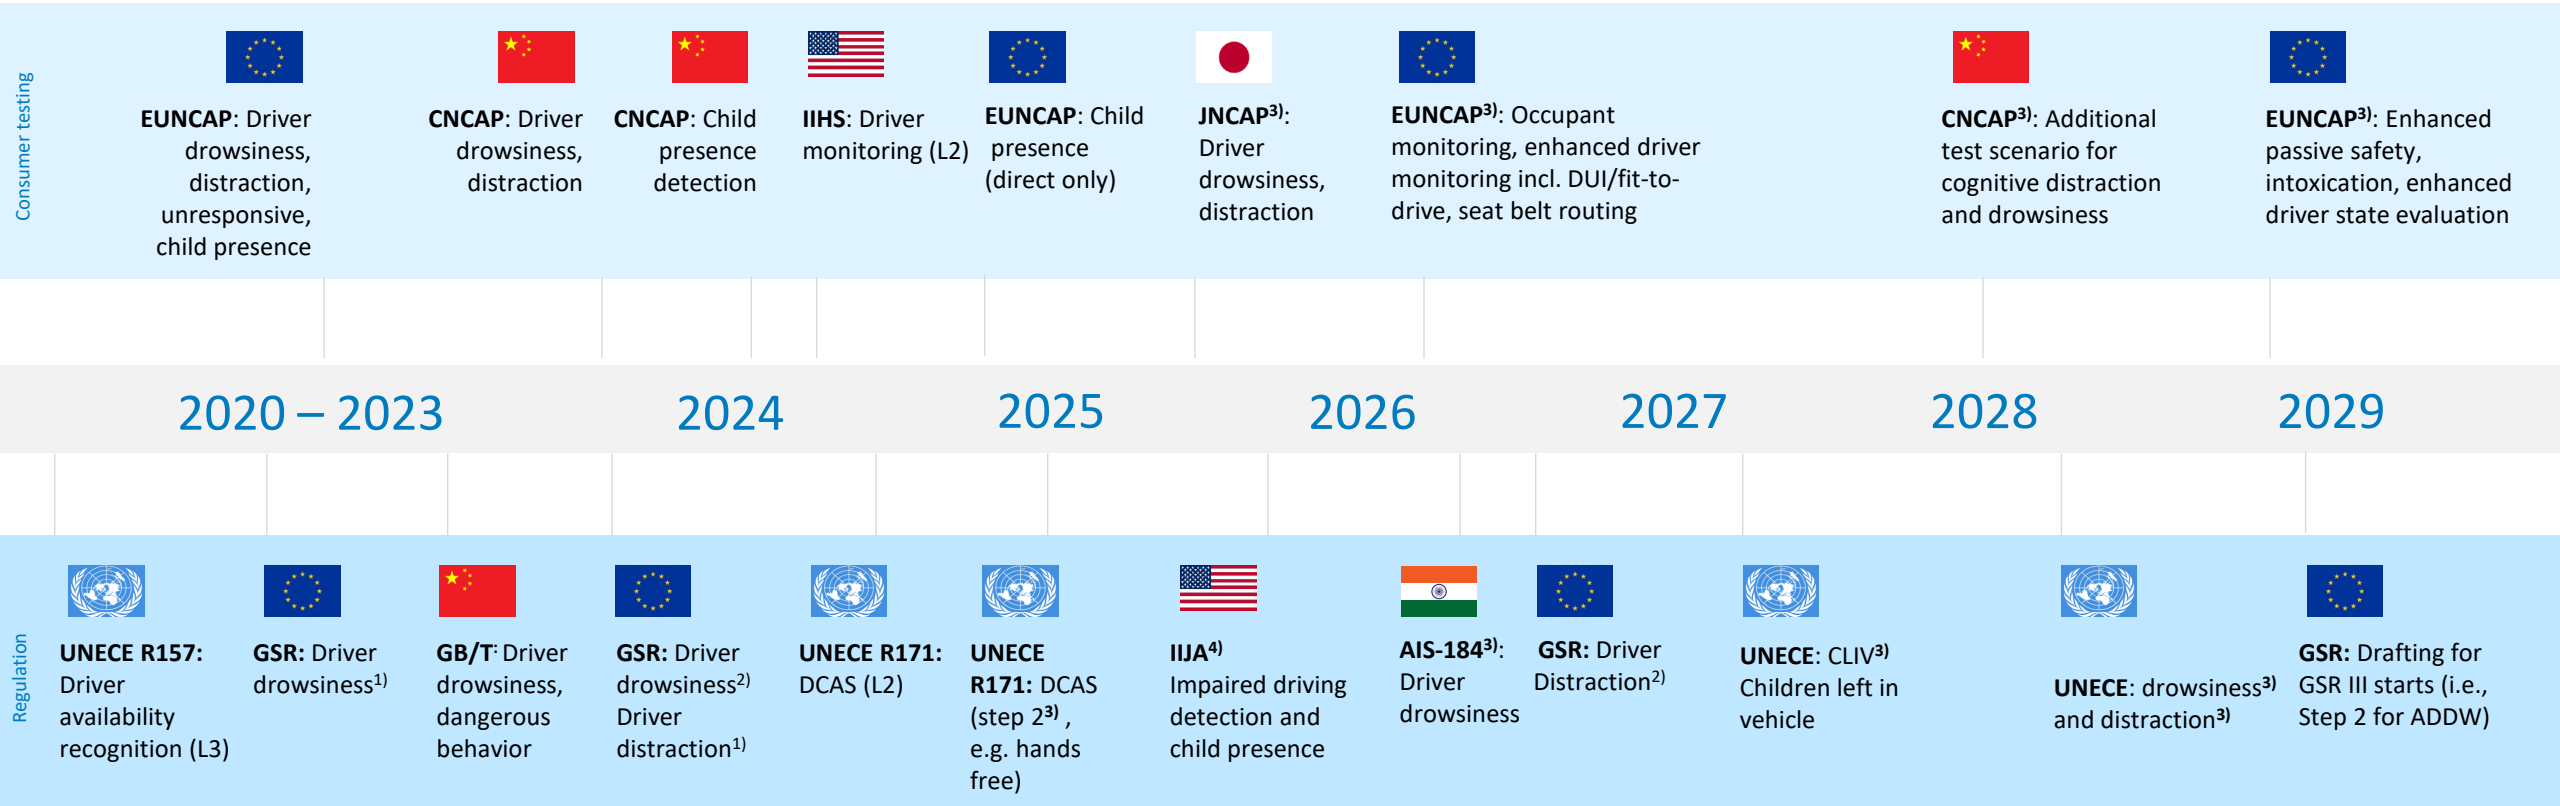 Consumer testing
EUNCAP: Driver
drowsiness,
distraction,
unresponsive,
child presence
CNCAP: Driver
drowsiness,
distraction
CNCAP: Child
presence
detection
IIHS: Driver
monitoring (L2)
EUNCAP: Child
presence
(direct only)
JNCAP3):
Driver
drowsiness,
distraction
EUNCAP3): Occupant
monitoring, enhanced driver
monitoring incl. DUI/fit-to-
drive, seat belt routing
CNCAP3): Additional
test scenario for
cognitive distraction
and drowsiness
EUNCAP3): Enhanced
passive safety,
intoxication, enhanced
driver state evaluation
2020 – 2023
2024
2025
2026
2027
2028
2029
Regulation
UNECE R157:
Driver
availability
recognition (L3)
GSR: Driver
drowsiness1)
GB/T: Driver
drowsiness,
dangerous
behavior
GSR: Driver
drowsiness2)
Driver
distraction1)
UNECE R171:
DCAS (L2)
UNECE
R171: DCAS
(step 23) ,
e.g. hands
free)
IIJA4)
Impaired driving
detection and
child presence
AIS-1843):
Driver
drowsiness
GSR: Driver
Distraction2)
UNECE: CLIV3)
Children left in
vehicle
UNECE: drowsiness3)
and distraction3)
GSR: Drafting for
GSR III starts (i.e.,
Step 2 for ADDW)